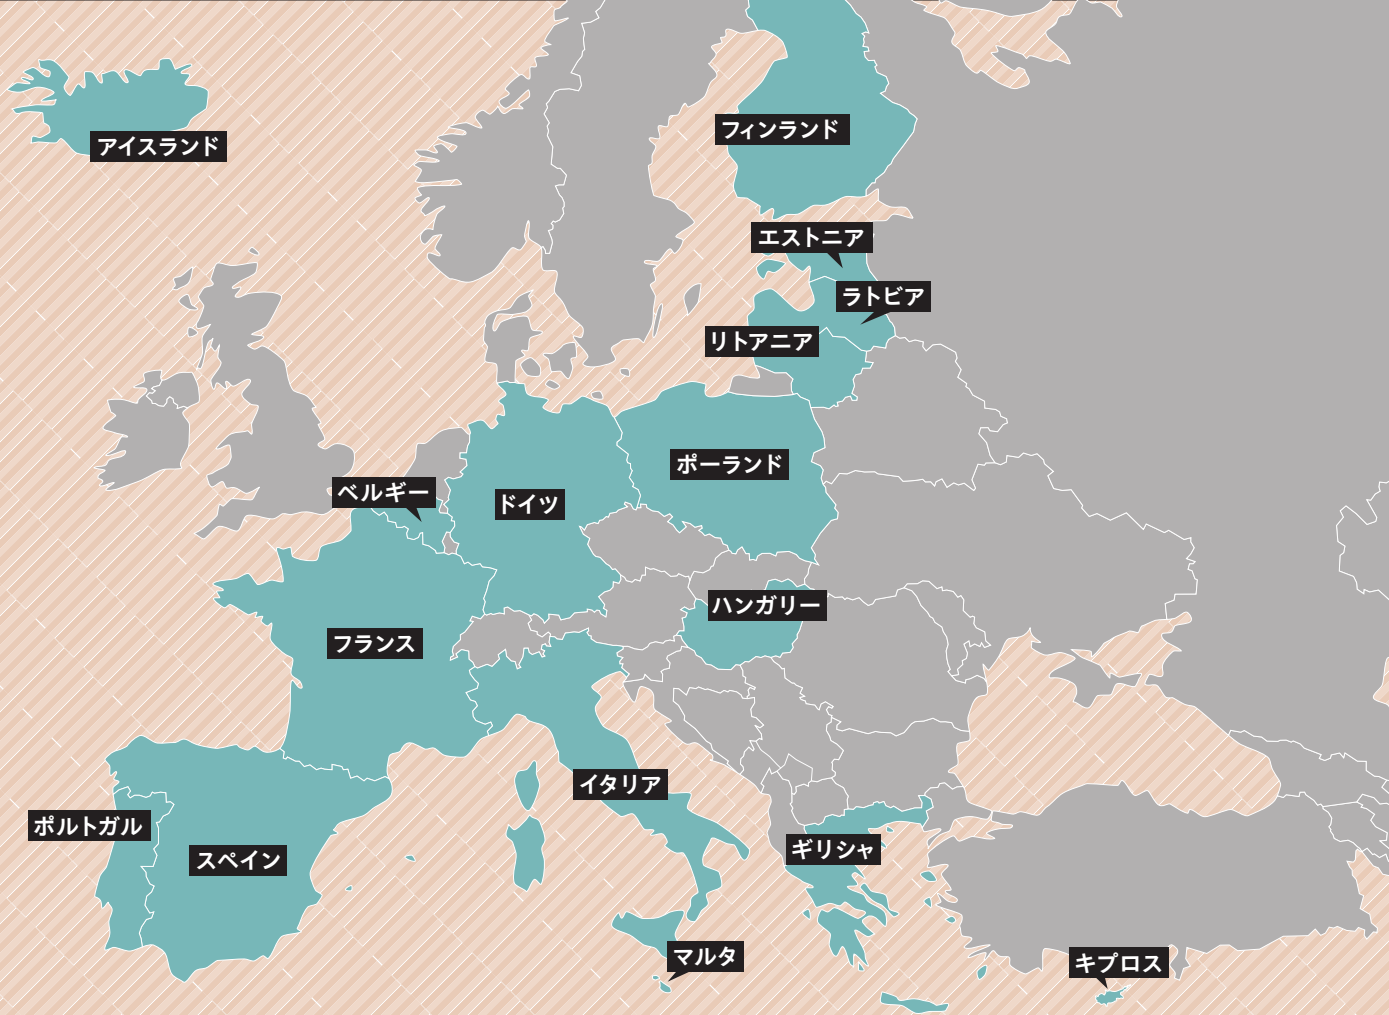 アイスランド
フィンランド
エストニア
ラトビア
リトアニア
ポーランド
ベルギー
ドイツ
ハンガリー
フランス
イタリア
ポルトガル
スペイン
ギリシャ
マルタ
キプロス